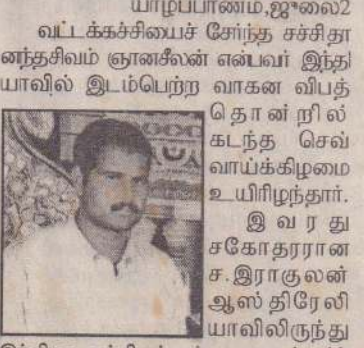 யாழ்ப்பாணம்,ஜூலை2
வட்டக்கச்சியைச் சேர்ந்த சச்சிதா
னந்தசிவம் ஞானசீலன் என்பவர் இந்தி
யாவில் இடம்பெற்ற வாகன விபத்
தொன்றில்
கடந்த செவ்
வாய்க்கிழமை
உயிரிழந்தார்.
இவரது
சகோதரரான
ச.இராகுலன்
ஆஸ்திரேலி
யாவிலிருந்து